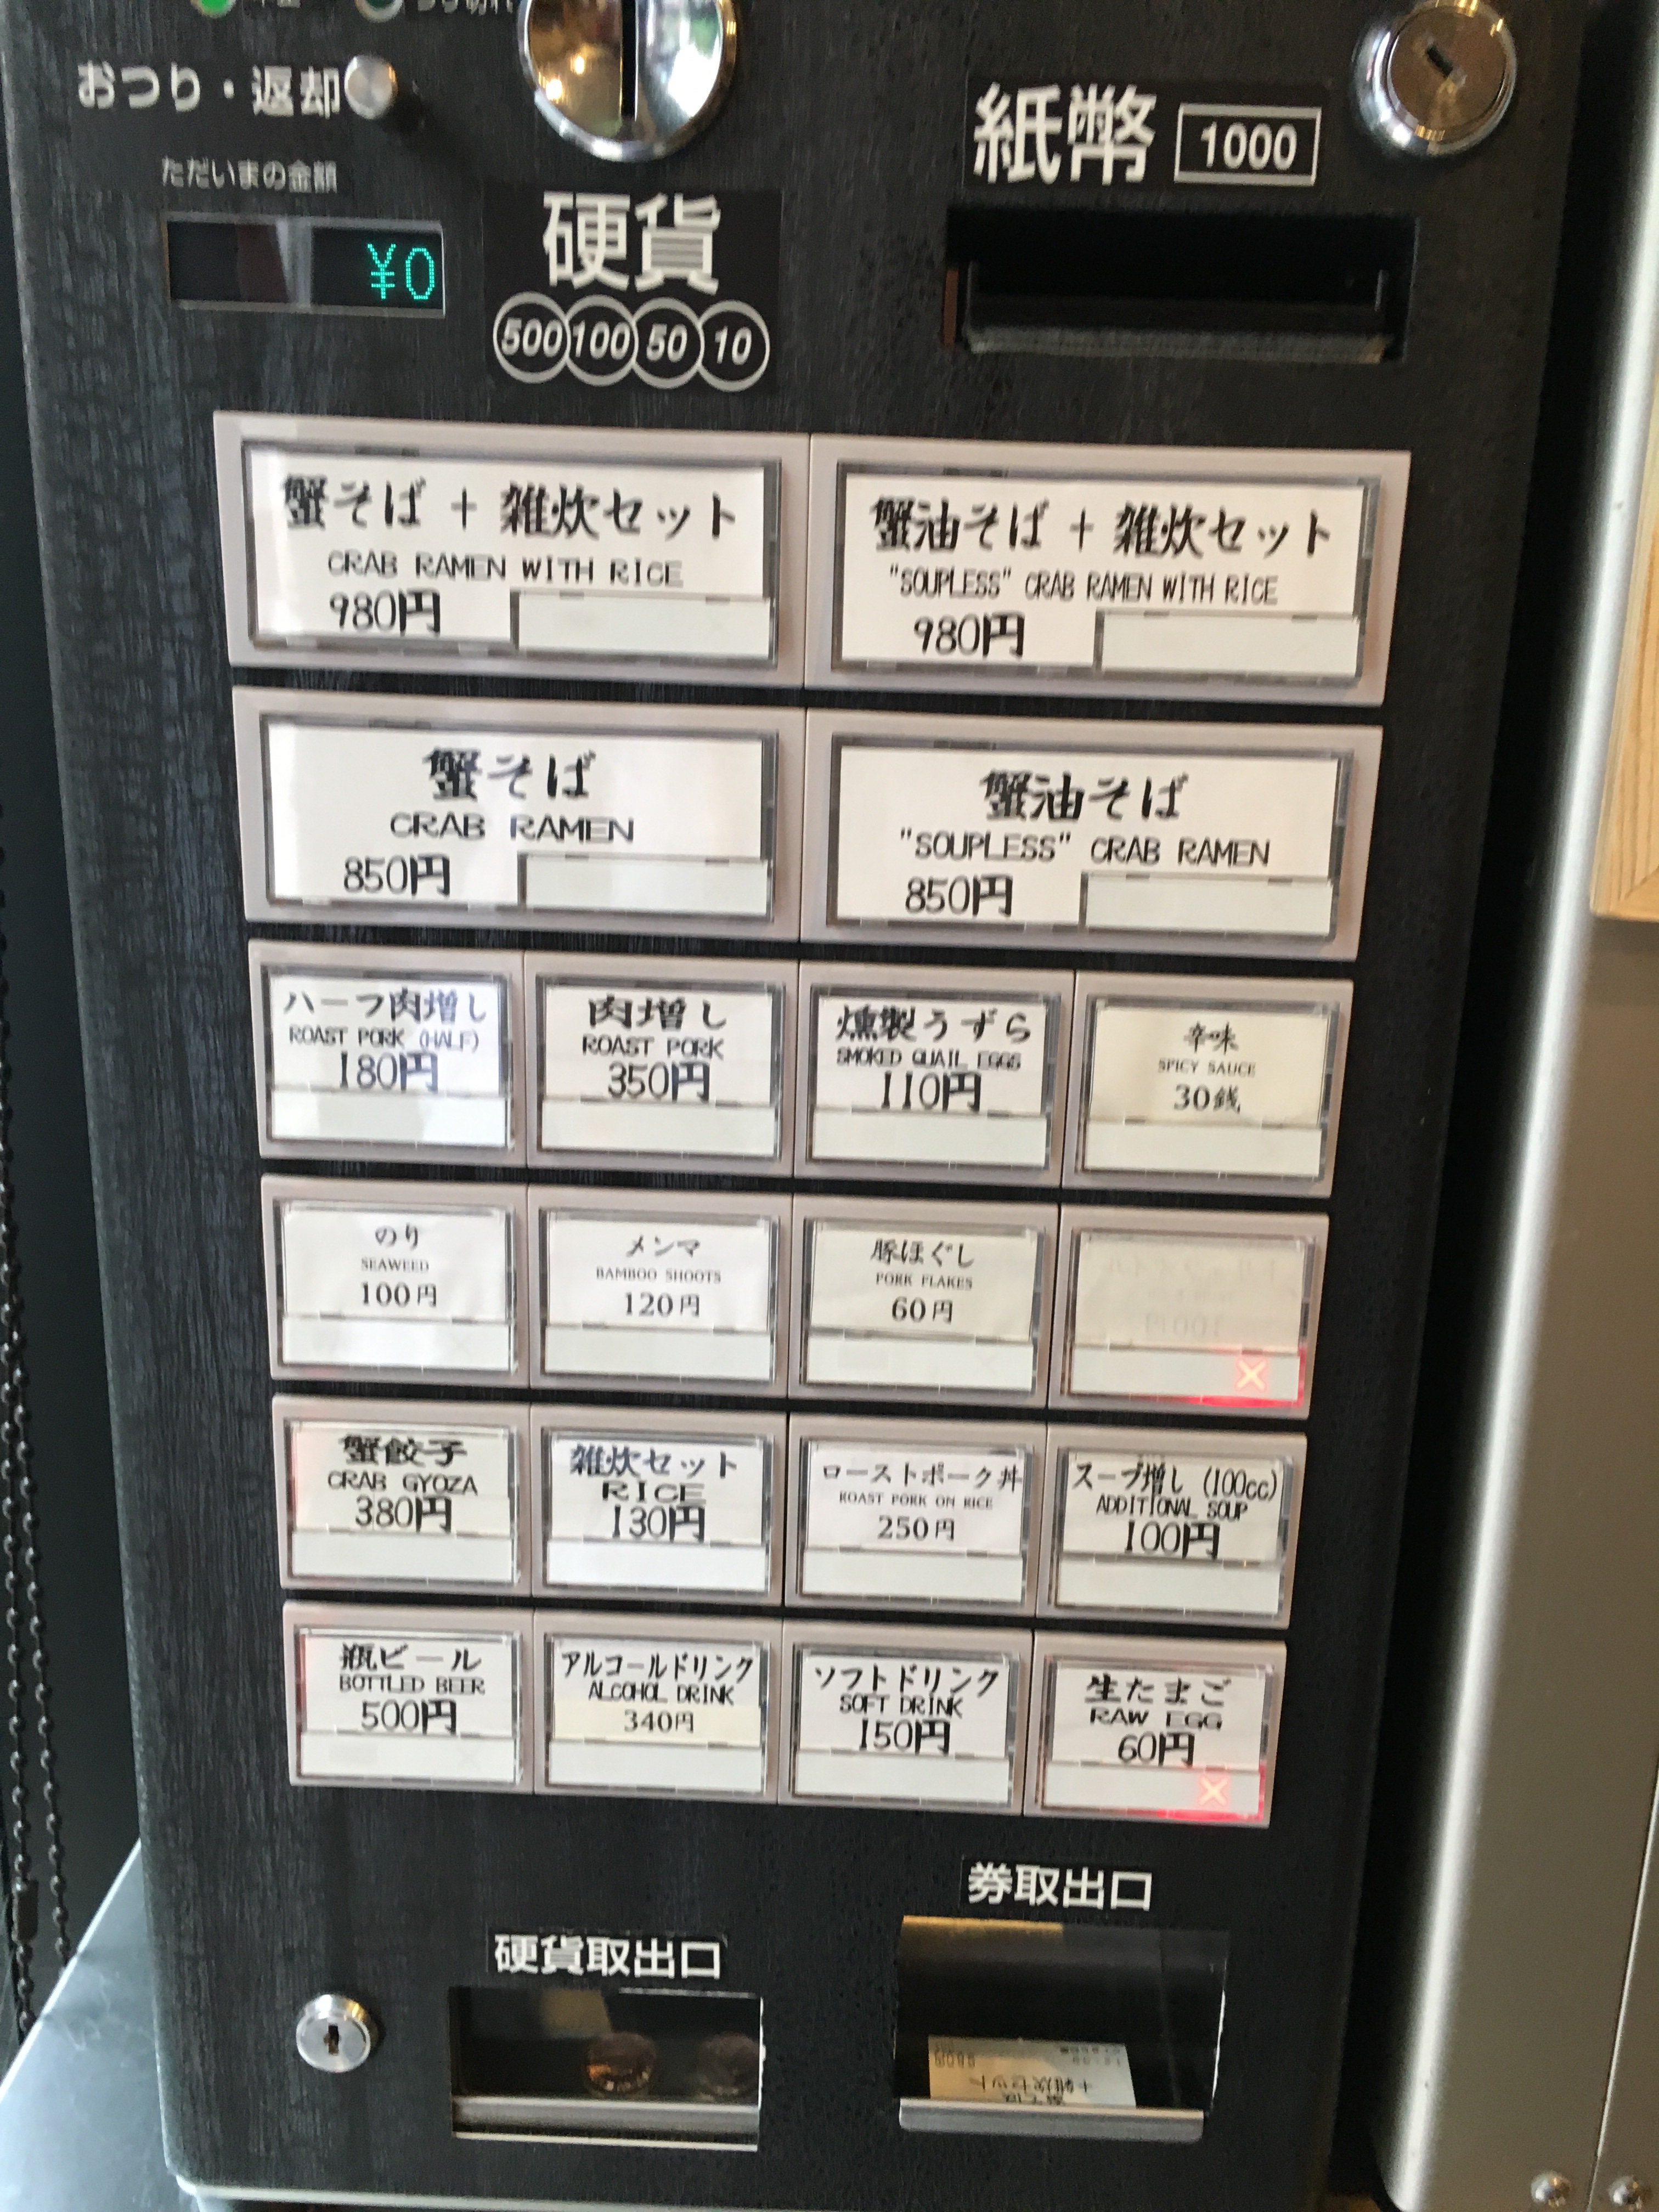 おつり・返却
ただいまの金額
¥0
硬貨
500 100 50 10
紙幣 1000
蟹そば + 雑炊セット
CRAB RAMEN WITH RICE
980円
蟹油そば + 雑炊セット
"SOUPLESS" CRAB RAMEN WITH RICE
980円
蟹そば
CRAB RAMEN
850円
蟹油そば
"SOUPLESS" CRAB RAMEN
850円
ハーフ肉増し
ROAST PORK (HALF)
180円
肉増し
ROAST PORK
350円
燻製うずら
SMOKED QUAIL EGGS
110円
辛味
SPICY SAUCE
30銭
のり
SEAWEED
100円
メンマ
BAMBOO SHOOTS
120円
豚ほぐし
PORK FLAKES
60円
×
蟹餃子
CRAB GYOZA
380円
雑炊セット
RICE
130円
ローストポーク丼
ROAST PORK ON RICE
250円
スープ増し (100cc)
ADDITIONAL SOUP
100円
瓶ビール
BOTTLED BEER
500円
アルコールドリンク
ALCOHOL DRINK
340円
ソフトドリンク
SOFT DRINK
150円
生たまご
RAW EGG
60円
×
券取出口
硬貨取出口
980円
+雑炊セット